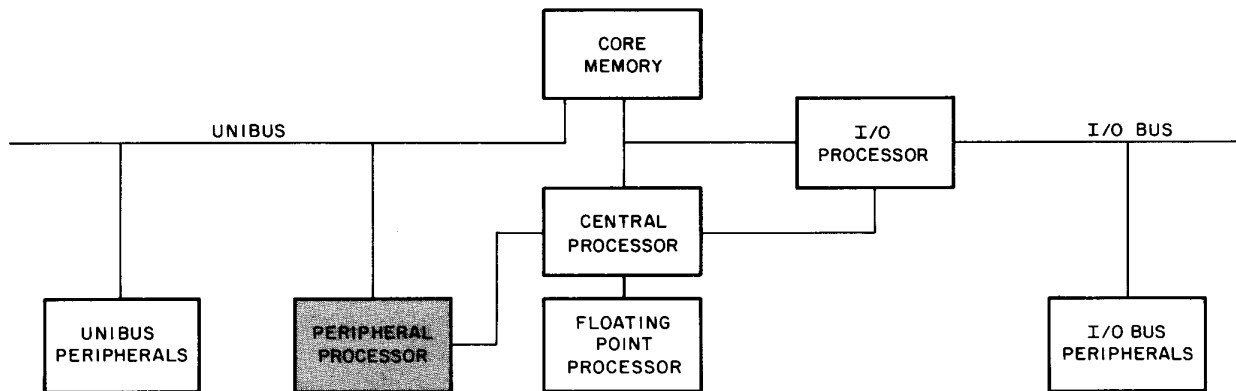 CORE
MEMORY
UNIBUS
I/O
PROCESSOR
I/O BUS
CENTRAL
PROCESSOR
UNIBUS
PERIPHERALS
PERIPHERAL
PROCESSOR
FLOATING
POINT
PROCESSOR
I/O BUS
PERIPHERALS